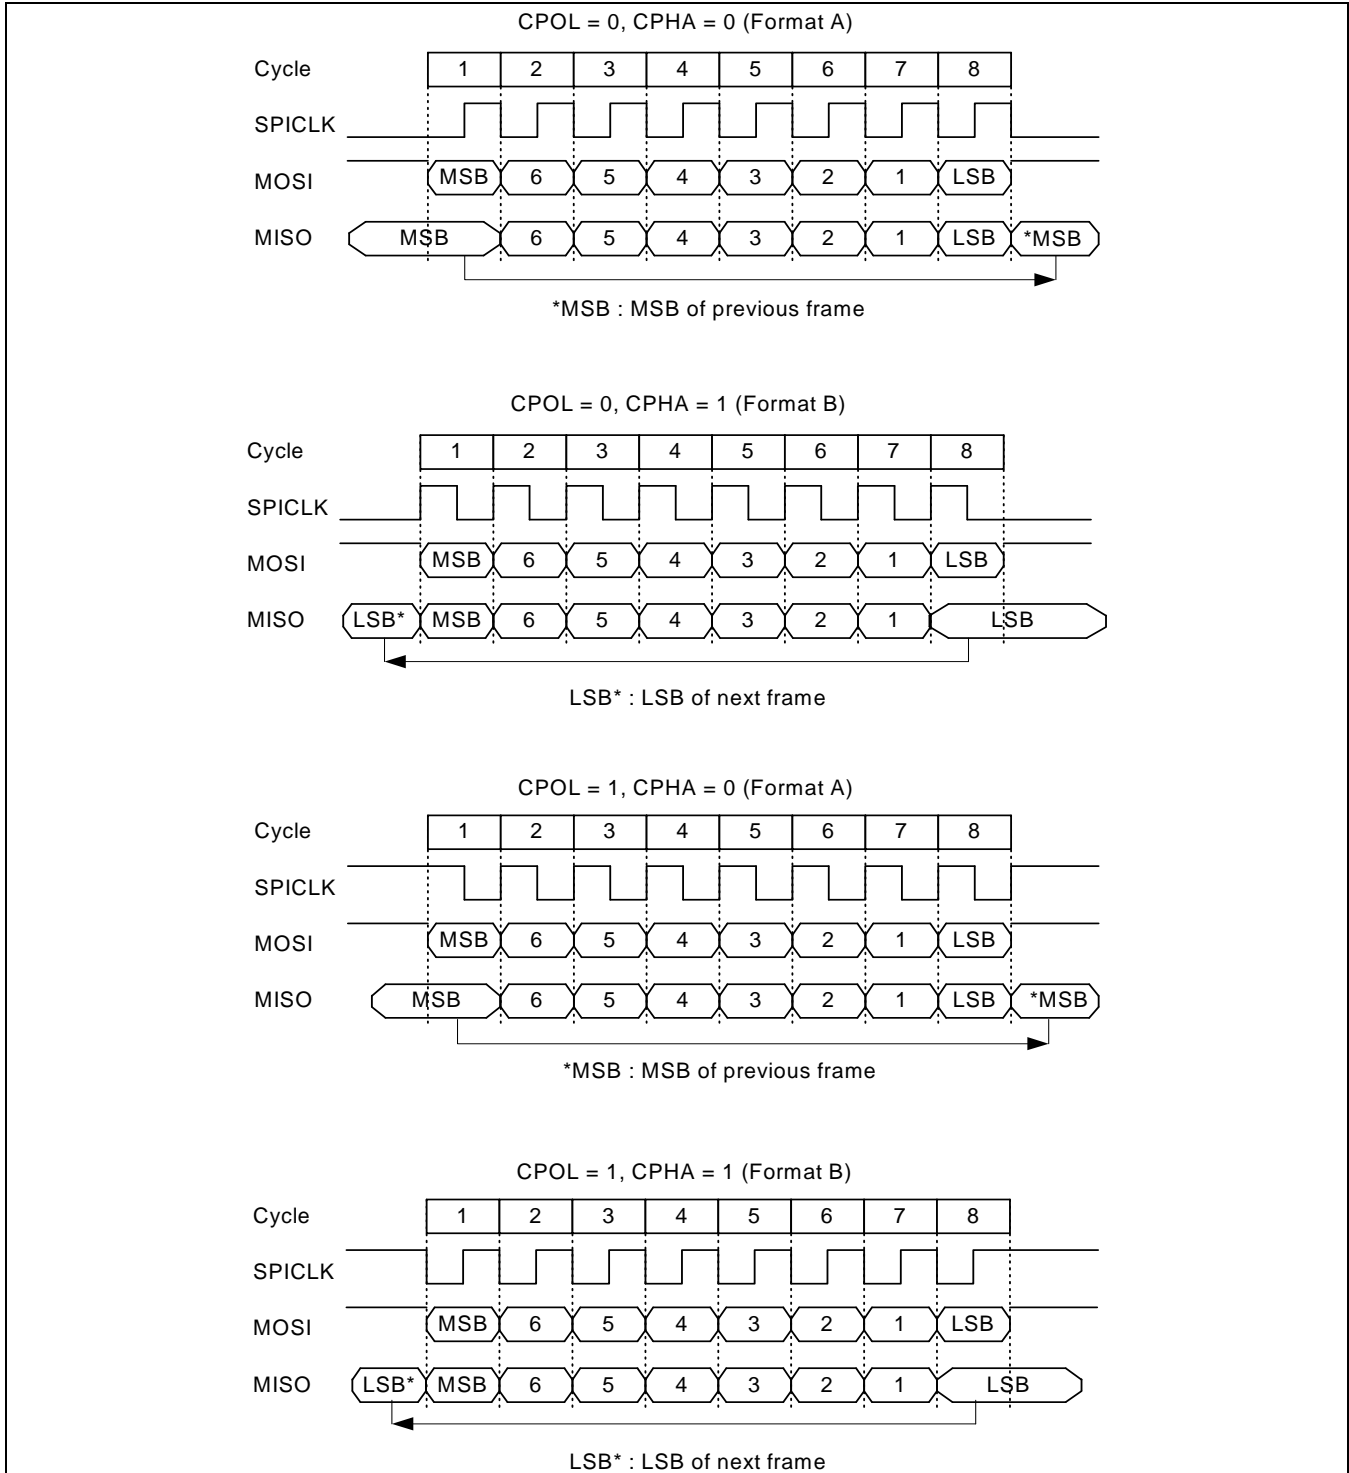 CPOL = 0, CPHA = 0 (Format A)
Cycle 1 2 3 4 5 6 7 8
SPICLK
MOSI MSB 6 5 4 3 2 1 LSB
MISO MSB 6 5 4 3 2 1 LSB *MSB
*MSB : MSB of previous frame
CPOL = 0, CPHA = 1 (Format B)
Cycle 1 2 3 4 5 6 7 8
SPICLK
MOSI MSB 6 5 4 3 2 1 LSB
MISO LSB* MSB 6 5 4 3 2 1 LSB
LSB* : LSB of next frame
CPOL = 1, CPHA = 0 (Format A)
Cycle 1 2 3 4 5 6 7 8
SPICLK
MOSI MSB 6 5 4 3 2 1 LSB
MISO MSB 6 5 4 3 2 1 LSB *MSB
*MSB : MSB of previous frame
CPOL = 1, CPHA = 1 (Format B)
Cycle 1 2 3 4 5 6 7 8
SPICLK
MOSI MSB 6 5 4 3 2 1 LSB
MISO LSB* MSB 6 5 4 3 2 1 LSB
LSB* : LSB of next frame